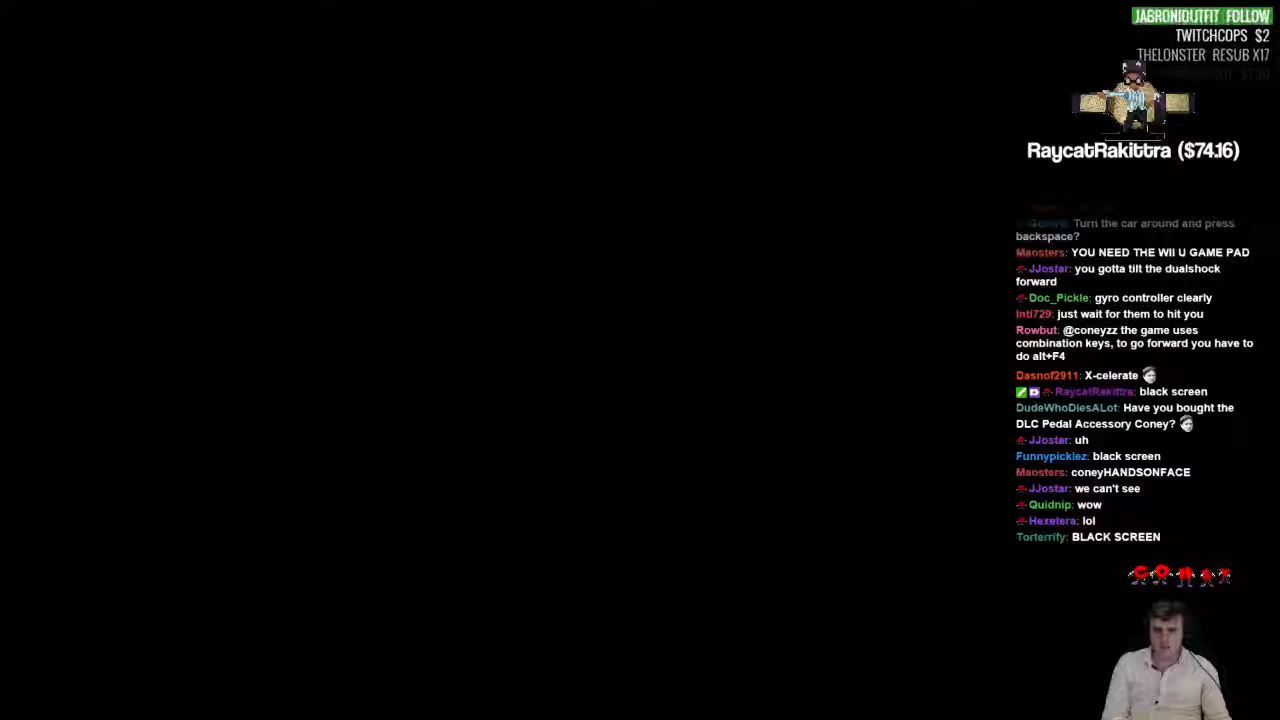 JABRONIOUTFIT FOLLOW
TWITCHCOPS $2
THELONSTER RESUB X17
RaycatRakittra ($74.16)
Turn the car around and press
backspace?
Maosters: YOU NEED THE WII U GAME PAD
JJostar: you gotta tilt the dualshock
forward
Doc_Pickle: gyro controller clearly
Inti729: just wait for them to hit you
Rowbut: @coneyzz the game uses
combination keys, to go forward you have to
do alt+F4
Dasnof2911: X-celerate
RaycatRakittra: black screen
DudeWhoDiesALot: Have you bought the
DLC Pedal Accessory Coney?
JJostar: uh
Funnypicklez: black screen
Maosters: coneyHANDSONFACE
JJostar: we can't see
Quidnip: wow
Hexetera: lol
Torterrify: BLACK SCREEN